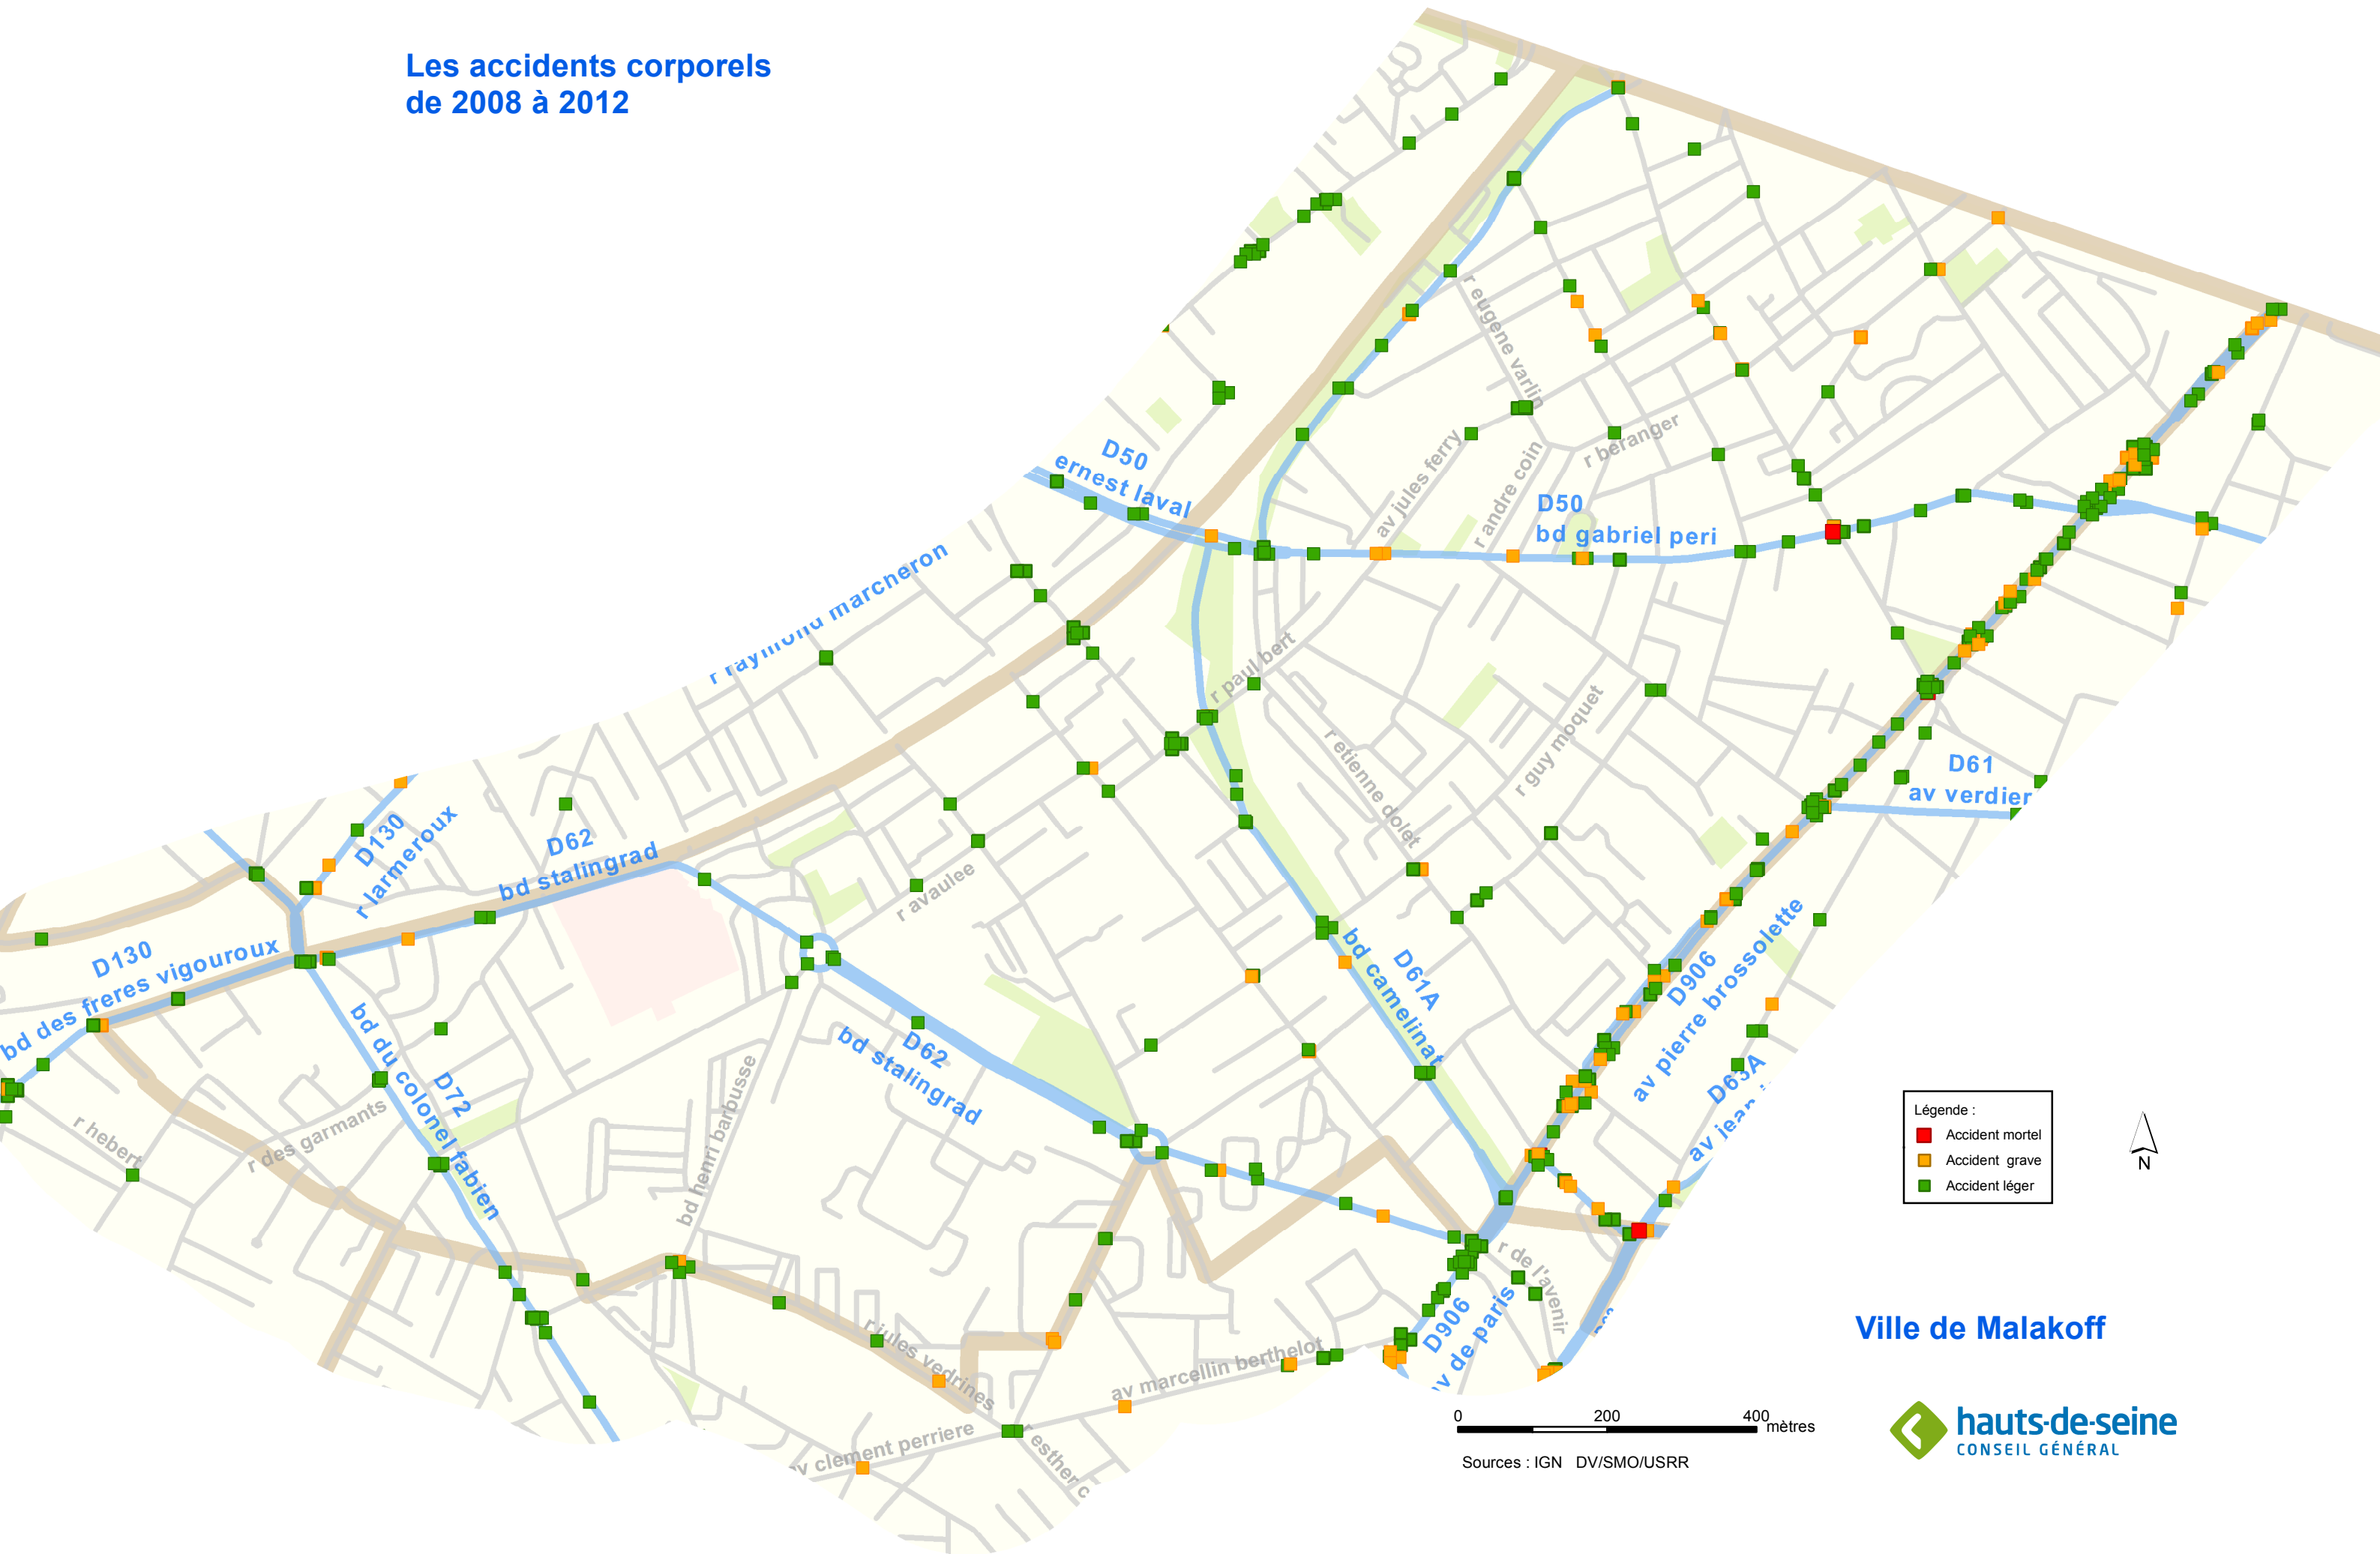 Les accidents corporels
de 2008 à 2012
r eugene varlin
r beranger
av jules ferry
r andre coin
D50
ernest laval
D50
bd gabriel peri
r raymond marcheron
r paul bert
r etienne dolet
r guy moquet
D61
av verdier
D130
r larmeroux
D62
bd stalingrad
r avaulee
D130
bd des freres vigouroux
D61A
bd camelinat
D906
av pierre brossolette
bd du colonel fabien
D72
D62
bd stalingrad
D63A
r hebert
r des garmants
bd henri barbusse
r de l'avenir
D906
av de paris
r jules vedrines
av marcellin berthelot
av clement perriere
r esther c
Légende :
Accident mortel
Accident grave
Accident léger
N
Ville de Malakoff
0 200 400
mètres
Sources : IGN DV/SMO/USRR
hauts-de-seine
CONSEIL GÉNÉRAL